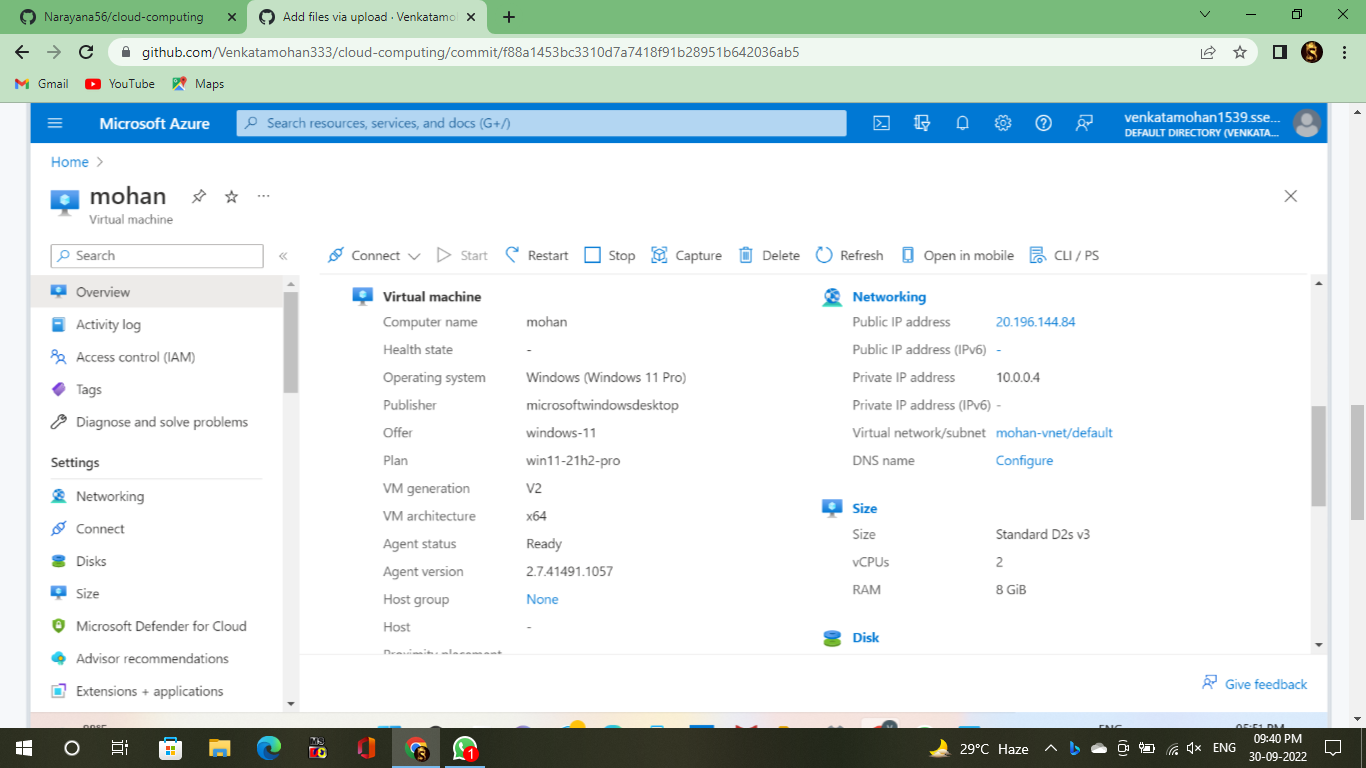 Narayana56/cloud-computing
Add files via upload · Venkatamo
github.com/Venkatamohan333/cloud-computing/commit/f88a1453bc3310d7a7418f91b28951b642036ab5
Gmail
YouTube
Maps
Microsoft Azure
Search resources, services, and docs (G+/)
venkatamohan1539.sse...
DEFAULT DIRECTORY (VENKATA...
Home
mohan
Virtual machine
Search
Connect
Start
Restart
Stop
Capture
Delete
Refresh
Open in mobile
CLI / PS
Overview
Activity log
Access control (IAM)
Tags
Diagnose and solve problems
Settings
Networking
Connect
Disks
Size
Microsoft Defender for Cloud
Advisor recommendations
Extensions + applications
Virtual machine
Computer name mohan
Health state -
Operating system Windows (Windows 11 Pro)
Publisher microsoftwindowsdesktop
Offer windows-11
Plan win11-21h2-pro
VM generation V2
VM architecture x64
Agent status Ready
Agent version 2.7.41491.1057
Host group None
Host -
Proximity placement
Networking
Public IP address 20.196.144.84
Public IP address (IPv6) -
Private IP address 10.0.0.4
Private IP address (IPv6) -
Virtual network/subnet mohan-vnet/default
DNS name Configure
Size
Size Standard D2s v3
vCPUs 2
RAM 8 GiB
Disk
Give feedback
ENG
05:51 PM
29°C Haze
ENG
09:40 PM
30-09-2022
1